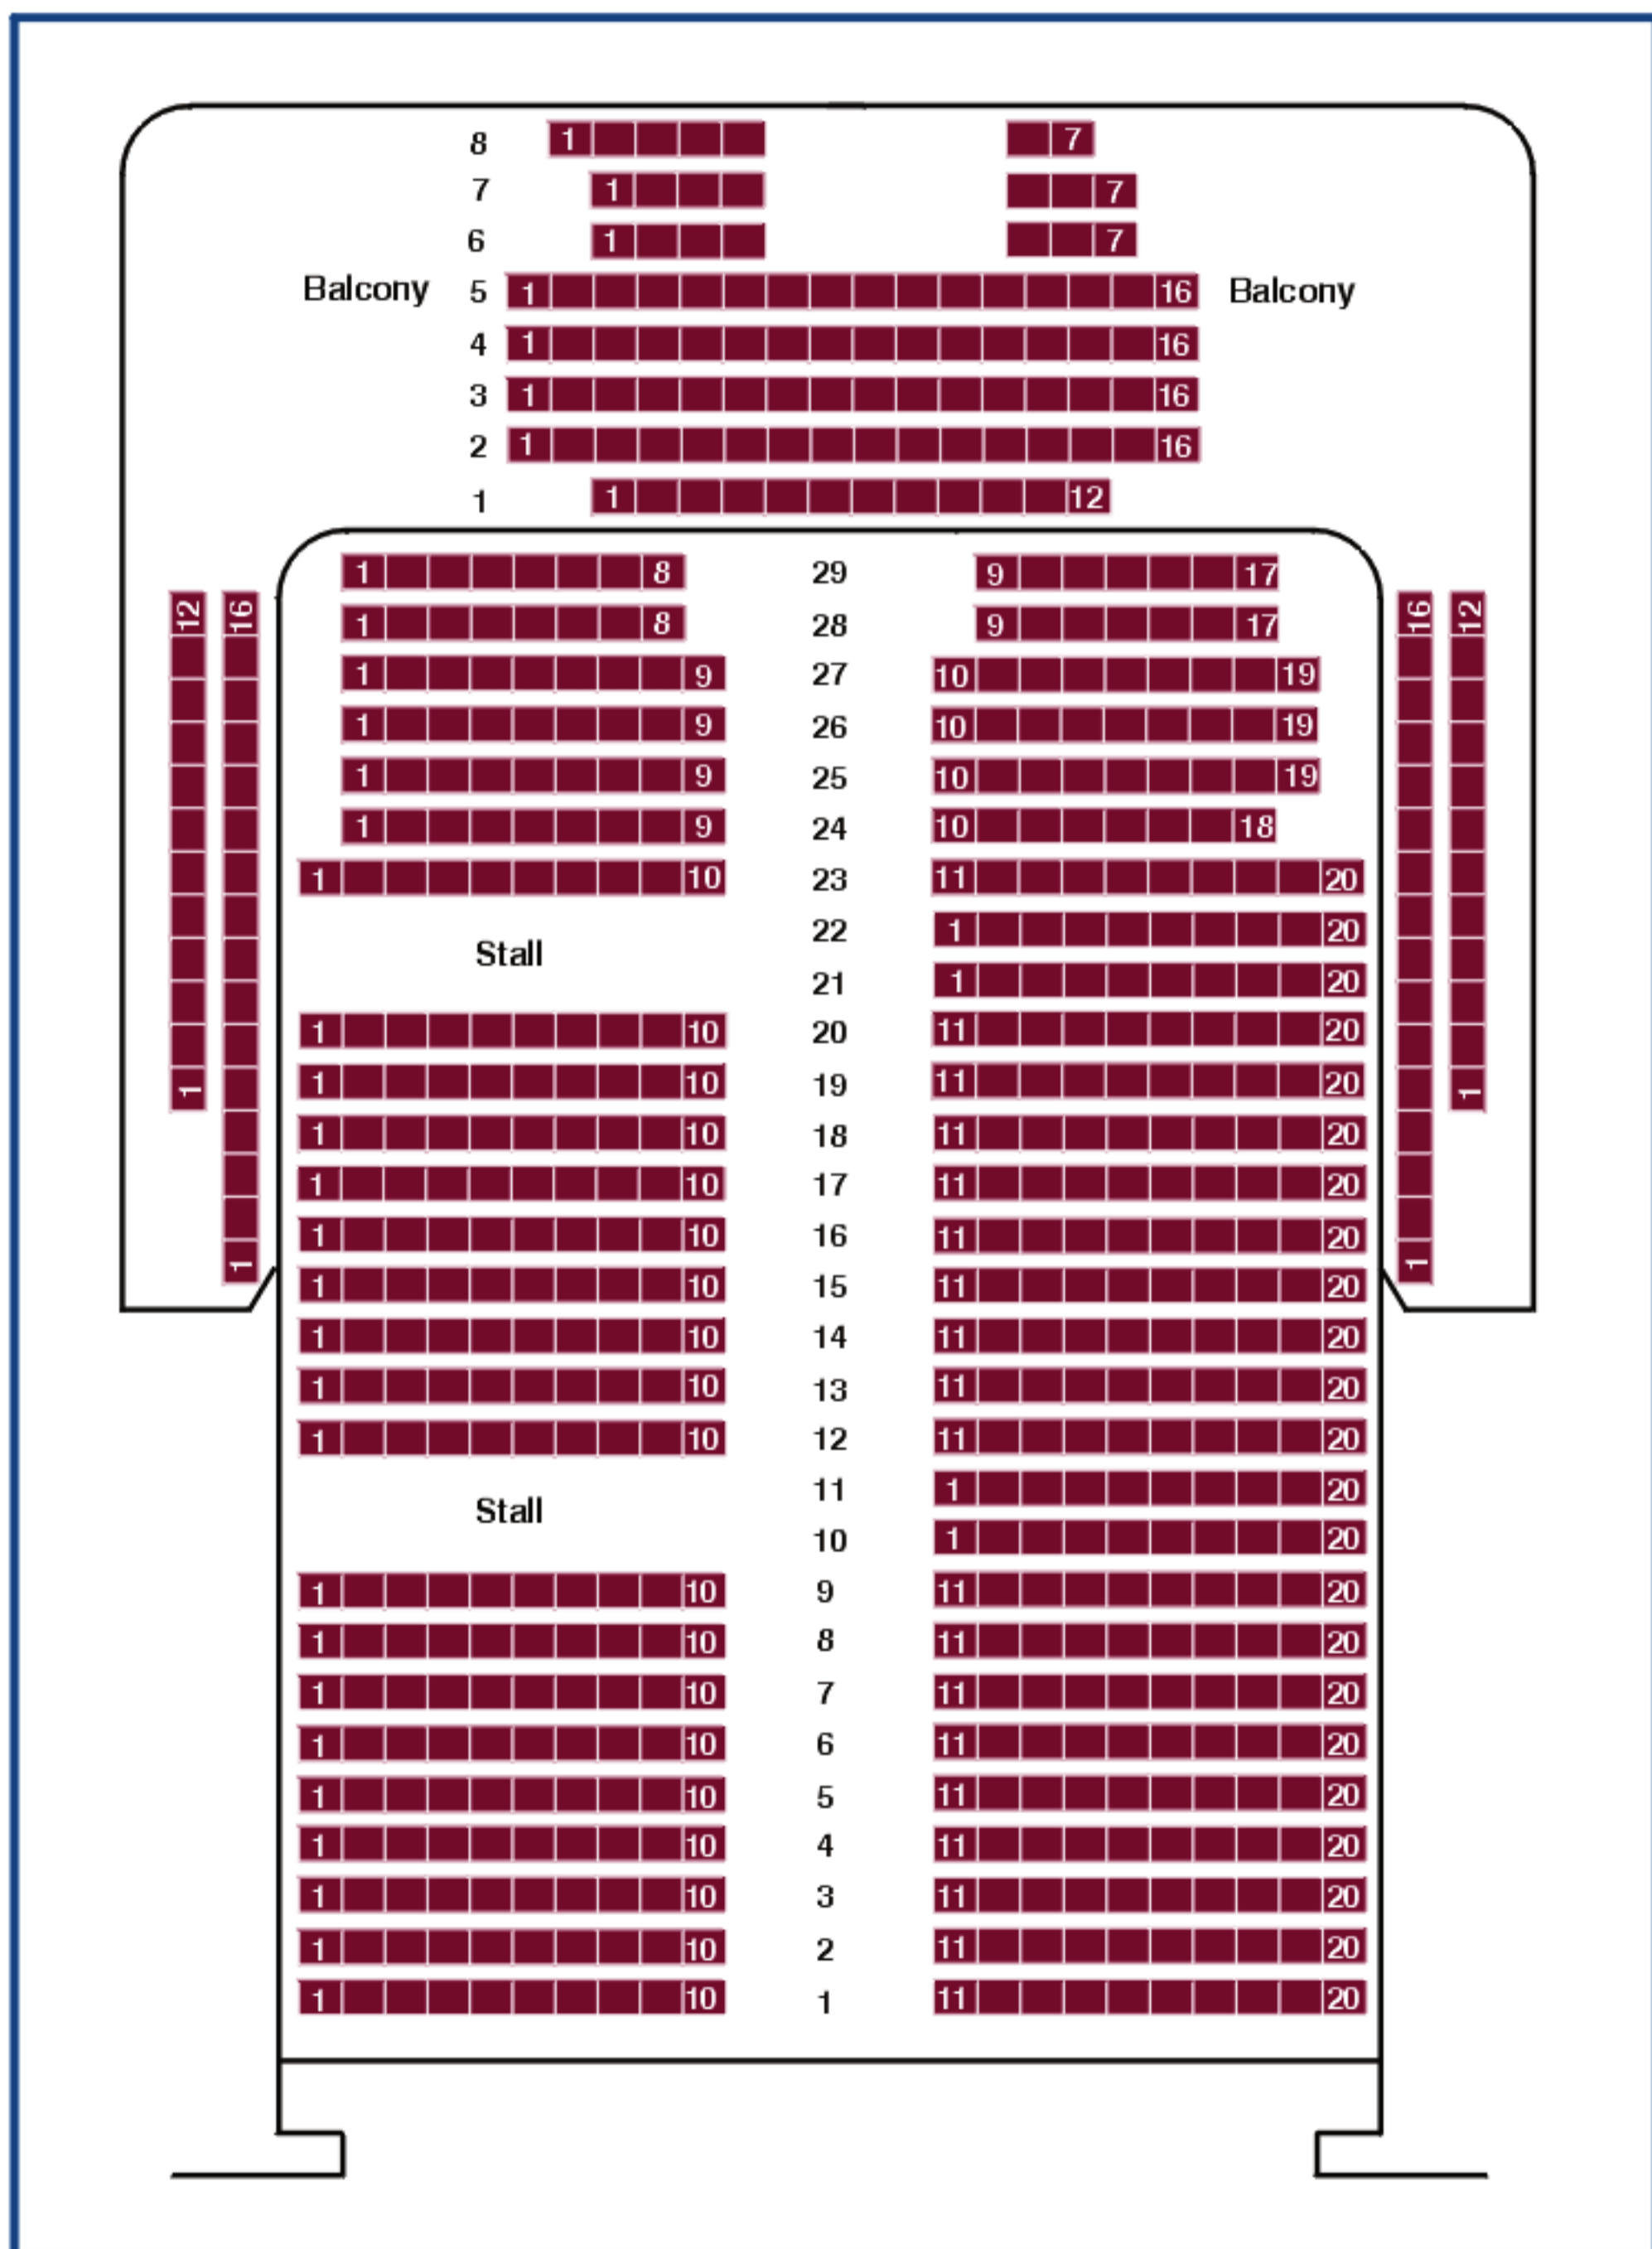 8 1 7
7 1 7
6 1 7
Balcony 5 1 16 Balcony
4 1 16
3 1 16
2 1 16
1 1 12
1 8 29 9 17
12 16 16 12
1 8 28 9 17
1 9 27 10 19
1 9 26 10 19
1 9 25 10 19
1 9 24 10 18
1 10 23 11 20
22 1 20
Stall
21 1 20
1 10 20 11 20
1 10 19 11 20
1 1
1 10 18 11 20
1 10 17 11 20
1 10 16 11 20
1 1
1 10 15 11 20
1 10 14 11 20
1 10 13 11 20
1 10 12 11 20
11 1 20
Stall
10 1 20
1 10 9 11 20
1 10 8 11 20
1 10 7 11 20
1 10 6 11 20
1 10 5 11 20
1 10 4 11 20
1 10 3 11 20
1 10 2 11 20
1 10 1 11 20